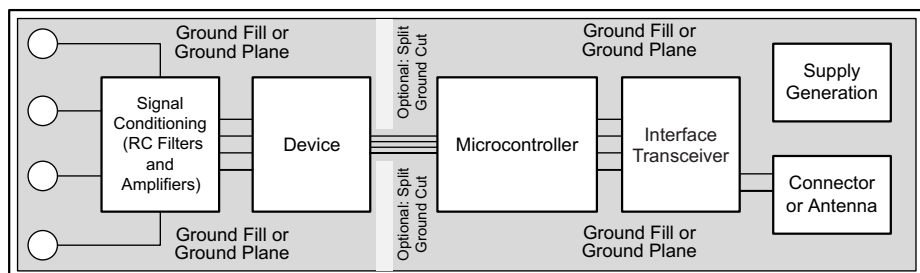 Ground Fill or
Ground Plane
Optional: Split
Ground Cut
Ground Fill or
Ground Plane
Supply
Generation
Signal
Conditioning
(RC Filters
and
Amplifiers)
Device
Microcontroller
Interface
Transceiver
Connector
or Antenna
Ground Fill or
Ground Plane
Optional: Split
Ground Cut
Ground Fill or
Ground Plane